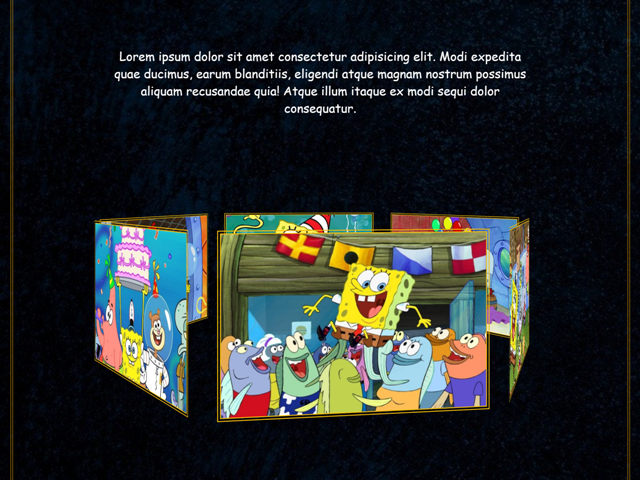 Lorem ipsum dolor sit amet consectetur adipisicing elit. Modi expedita
quae ducimus, earum blanditiis, eligendi atque magnam nostrum possimus
aliquam recusandae quia! Atque illum itaque ex modi sequi dolor
consequatur.